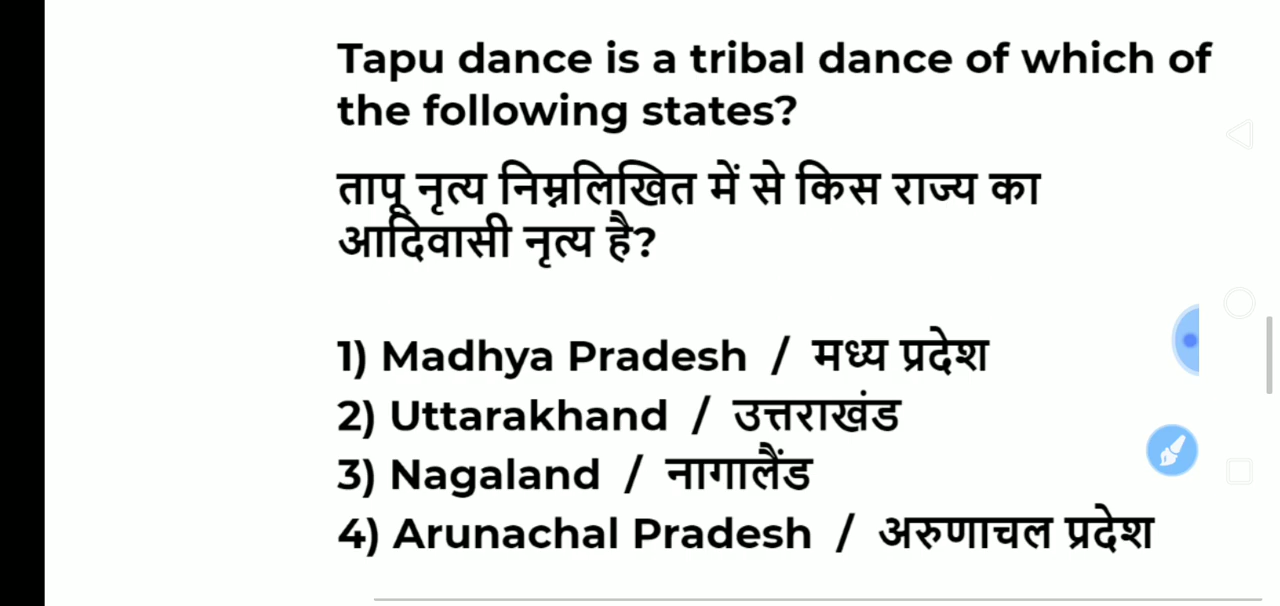 Tapu dance is a tribal dance of which of
the following states?
तापू नृत्य निम्नलिखित में से किस राज्य का
आदिवासी नृत्य है?
1) Madhya Pradesh / मध्य प्रदेश
2) Uttarakhand / उत्तराखंड
3) Nagaland / नागालैंड
4) Arunachal Pradesh / अरुणाचल प्रदेश